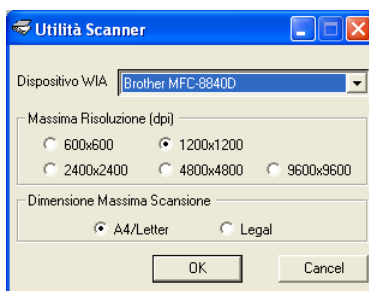 Utilità Scanner
Dispositivo WIA Brother MFC-8840D
Massima Risoluzione (dpi)
600x600 1200x1200
2400x2400 4800x4800 9600x9600
Dimensione Massima Scansione
A4/Letter Legal
OK Cancel